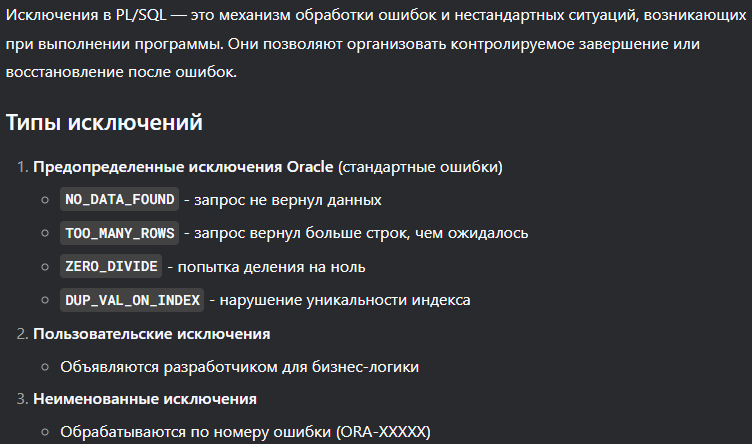 Исключения в PL/SQL — это механизм обработки ошибок и нестандартных ситуаций, возникающих
при выполнении программы. Они позволяют организовать контролируемое завершение или
восстановление после ошибок.
Типы исключений
1. Предопределенные исключения Oracle (стандартные ошибки)
◦ NO_DATA_FOUND - запрос не вернул данных
◦ TOO_MANY_ROWS - запрос вернул больше строк, чем ожидалось
◦ ZERO_DIVIDE - попытка деления на ноль
◦ DUP_VAL_ON_INDEX - нарушение уникальности индекса
2. Пользовательские исключения
◦ Объявляются разработчиком для бизнес-логики
3. Неименованные исключения
◦ Обрабатываются по номеру ошибки (ORA-XXXXX)